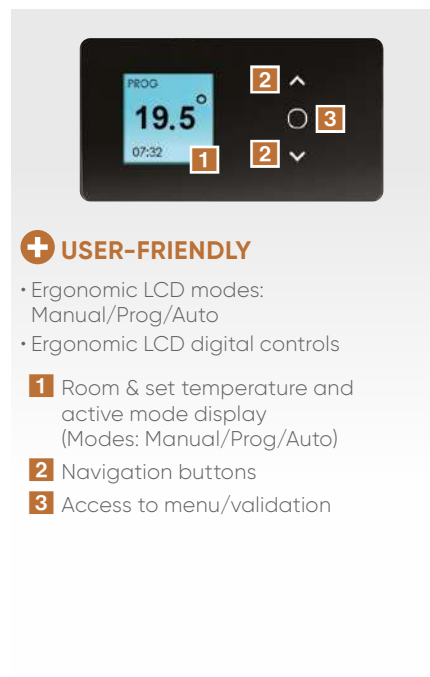 PROG
19.5°
07:32
1
2
3
2
USER-FRIENDLY
• Ergonomic LCD modes:
Manual/Prog/Auto
• Ergonomic LCD digital controls
1 Room & set temperature and
active mode display
(Modes: Manual/Prog/Auto)
2 Navigation buttons
3 Access to menu/validation